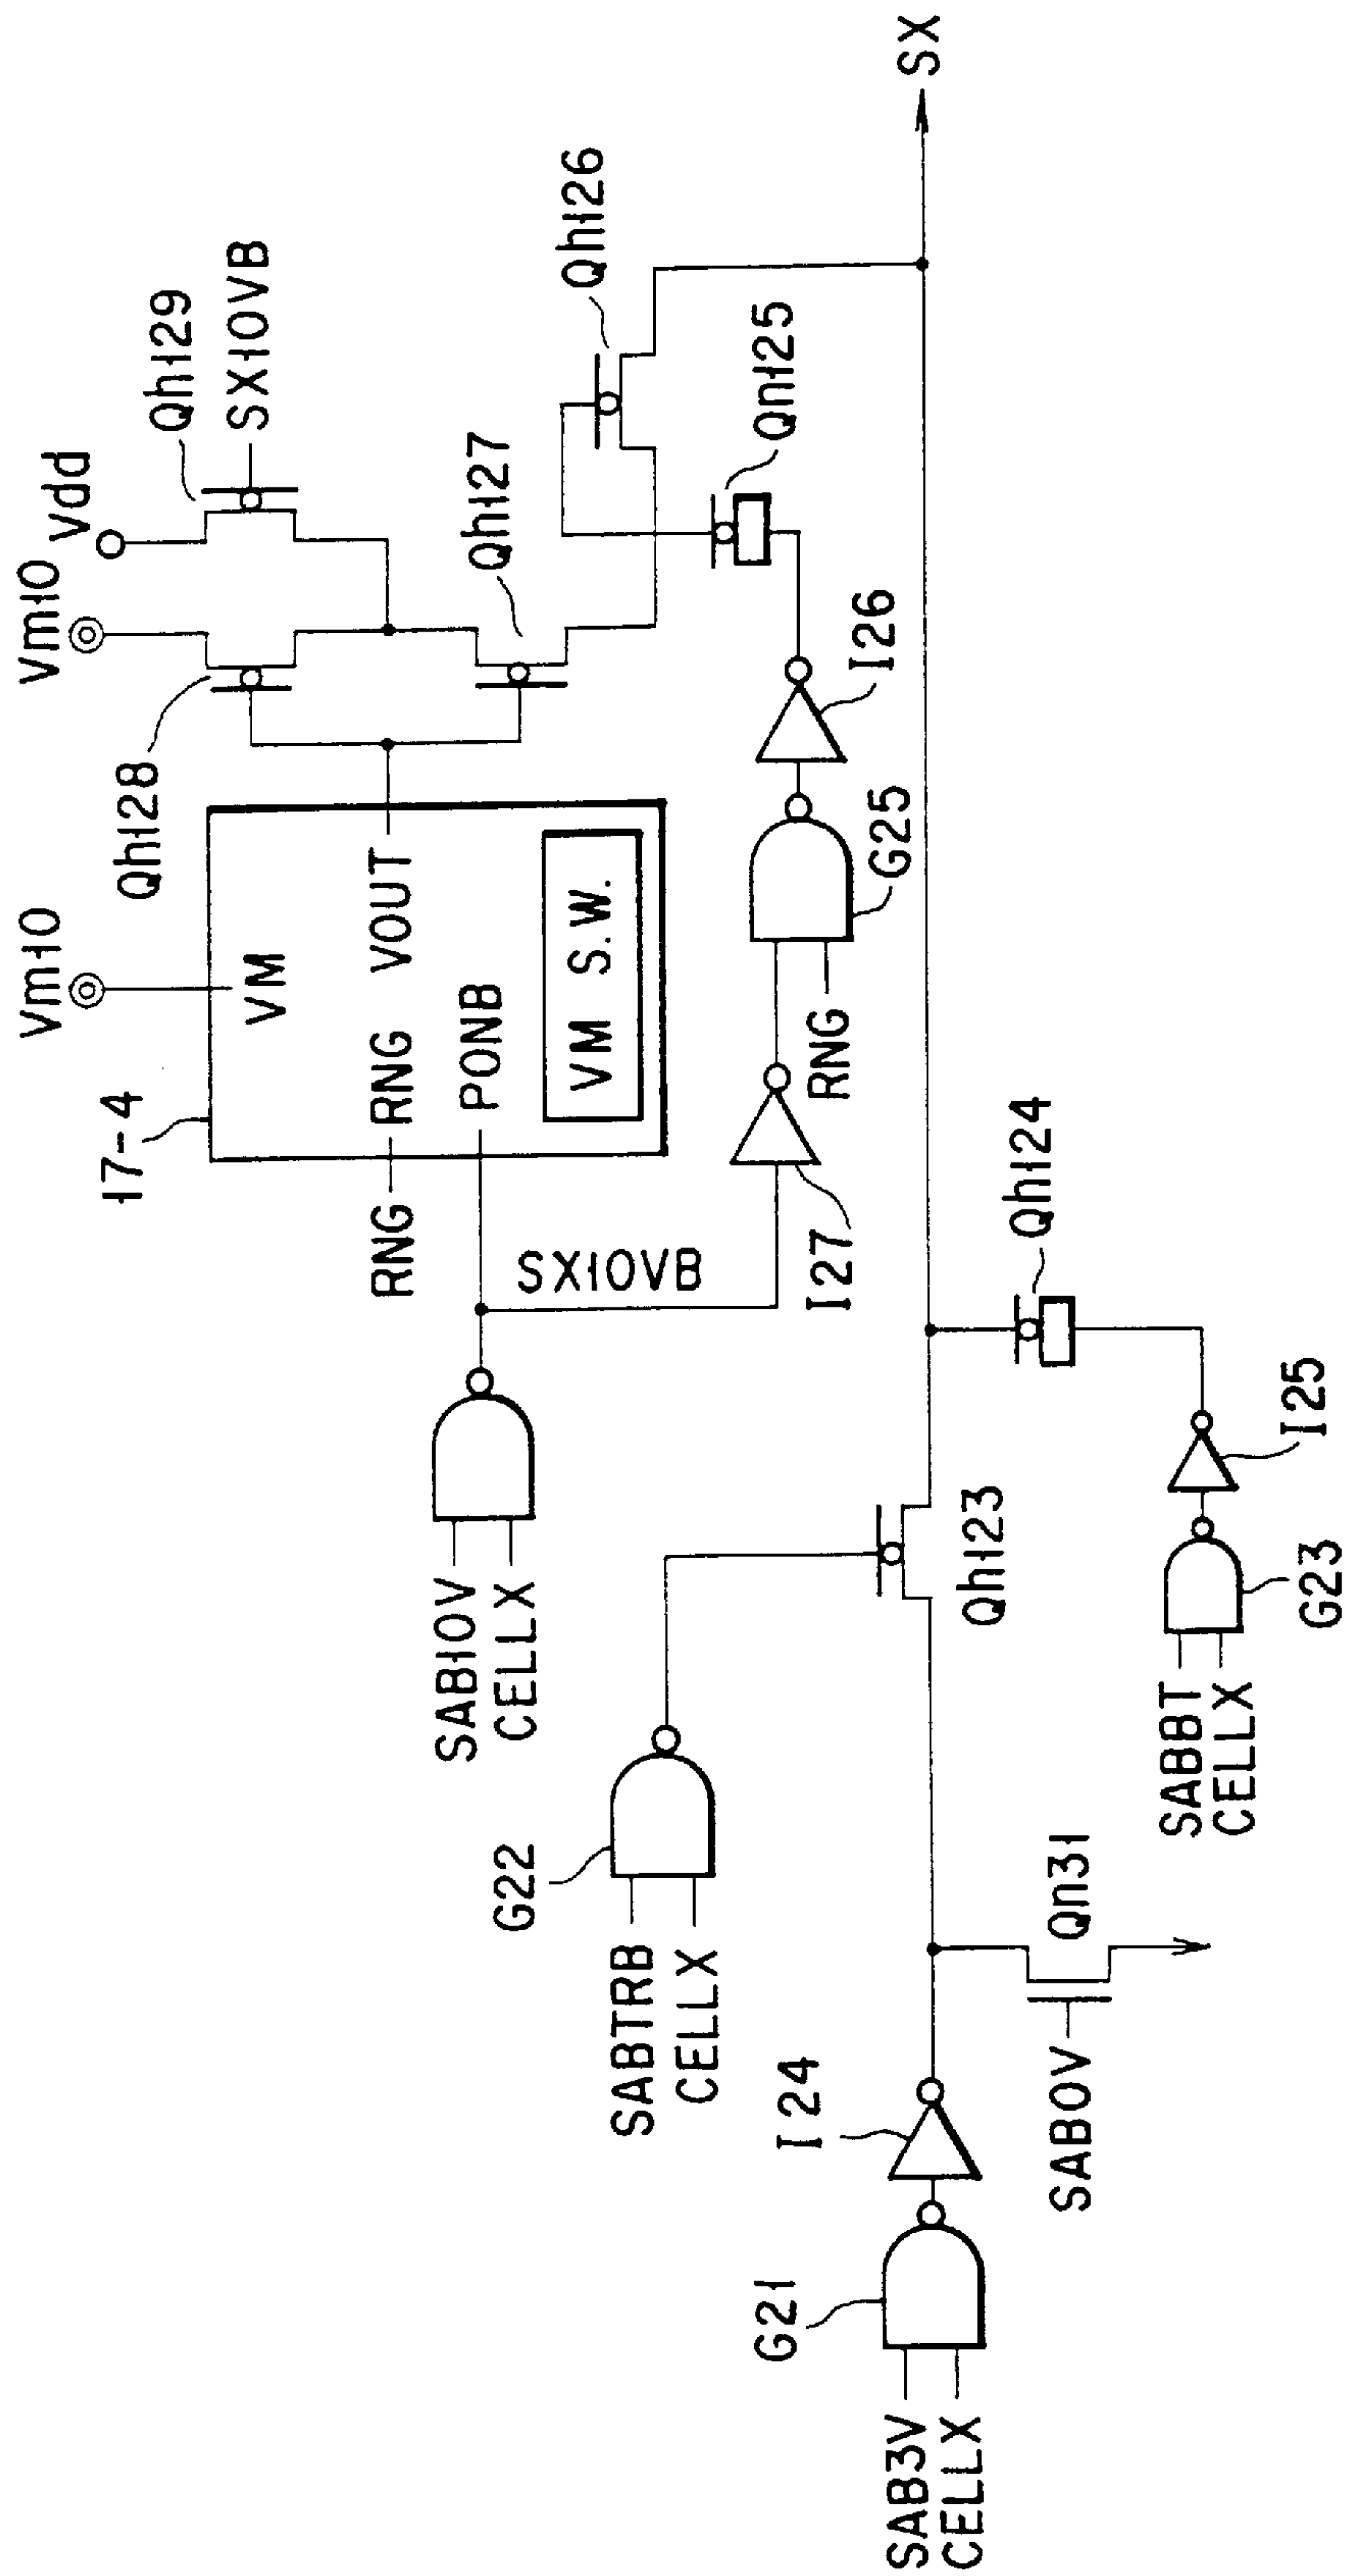 Vm10
Vm10
Vdd
17-4
Qh128
Qh129
SX10VB
VM
RNG
RNG
VOUT
SAB10V
PONB
Qh127
CELLX
G22
SX10VB
VM S.W.
Qh126
SABTRB
CELLX
G21
I24
Qn125
I27
RNG
I26
G25
SAB3V
SX
CELLX
Qh123
Qh124
SAB0V
Qn31
SABBT
CELLX
I25
G23